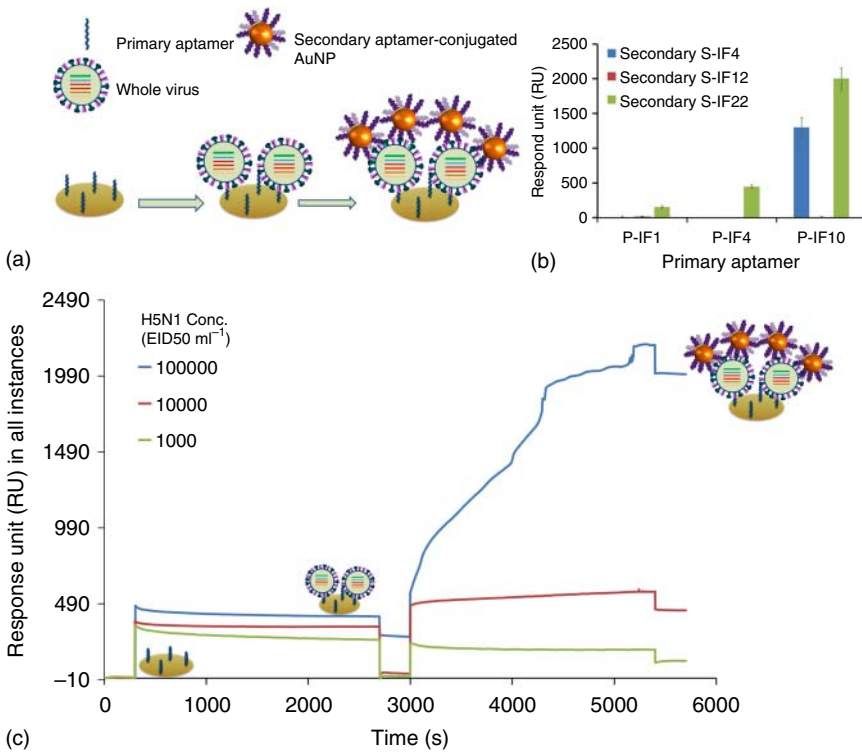 Primary aptamer
Whole virus
Secondary aptamer-conjugated
AuNP
(a)
Respond unit (RU)
2500
2000
1500
1000
500
0
Secondary S-IF4
Secondary S-IF12
Secondary S-IF22
P-IF1 P-IF4 P-IF10
Primary aptamer
(b)
Response unit (RU) in all instances
2490
1990
1490
990
490
−10
H5N1 Conc.
(EID50 ml⁻¹)
100000
10000
1000
0 1000 2000 3000 4000 5000 6000
Time (s)
(c)